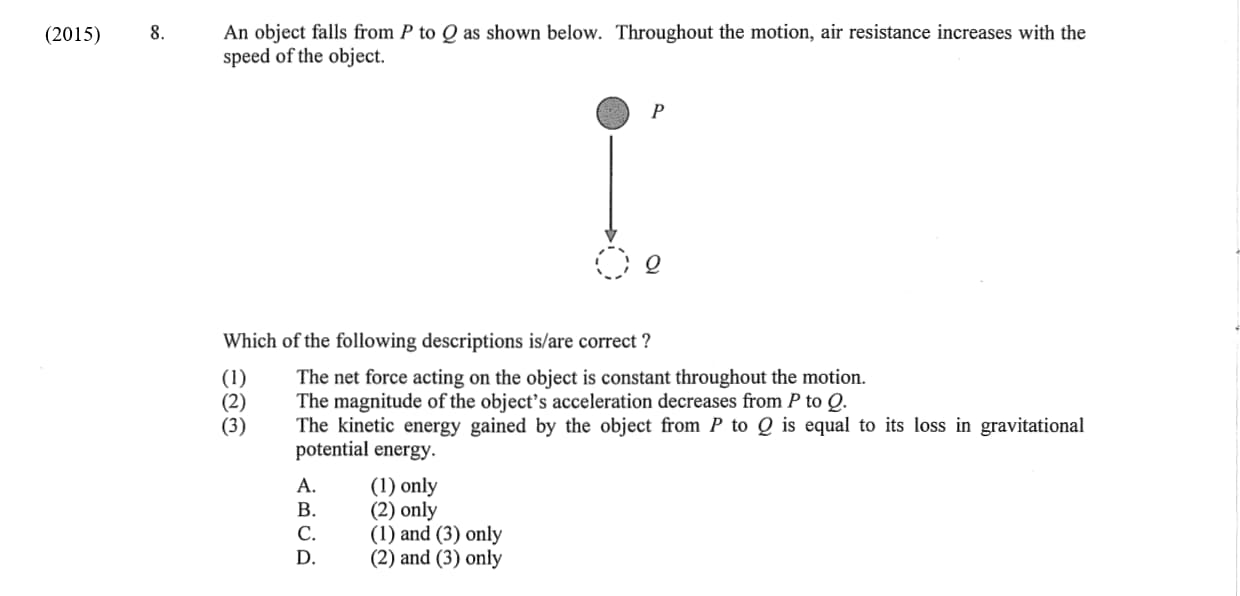 (2015) 8. An object falls from P to Q as shown below. Throughout the motion, air resistance increases with the
speed of the object.
P
Q
Which of the following descriptions is/are correct ?
(1) The net force acting on the object is constant throughout the motion.
(2) The magnitude of the object's acceleration decreases from P to Q.
(3) The kinetic energy gained by the object from P to Q is equal to its loss in gravitational
potential energy.
A. (1) only
B. (2) only
C. (1) and (3) only
D. (2) and (3) only